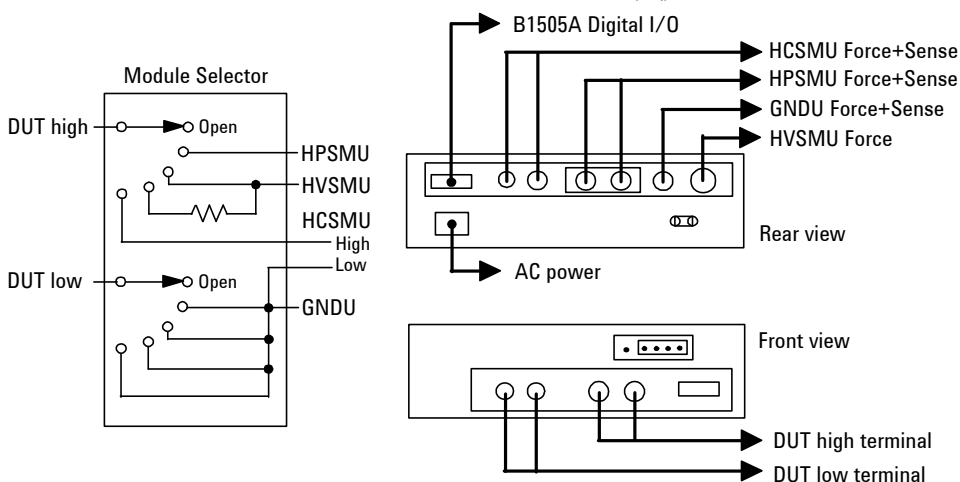 B1505A Digital I/O
HCSMU Force+Sense
HPSMU Force+Sense
GNDU Force+Sense
HVSMU Force
Rear view
AC power
Module Selector
DUT high
Open
HPSMU
HVSMU
HCSMU
High
Low
DUT low
Open
GNDU
Front view
DUT high terminal
DUT low terminal